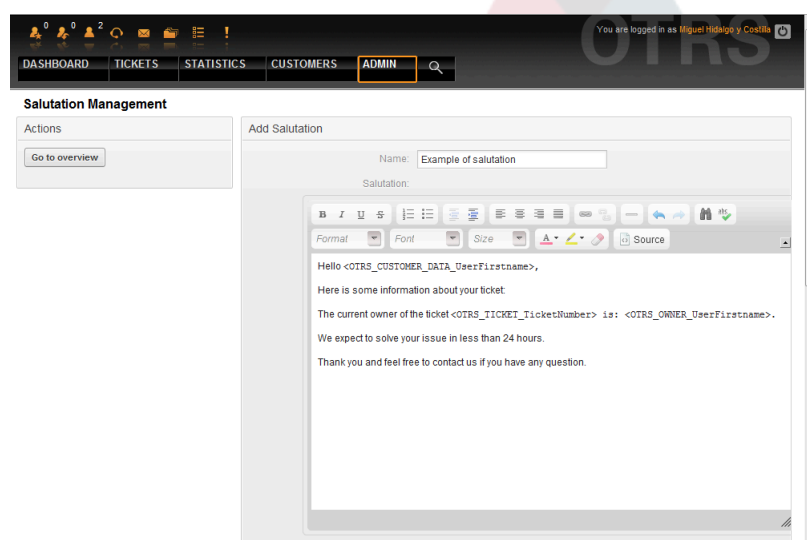 0 0 2
OTRS
You are logged in as Miguel Hidalgo y Costilla
DASHBOARD TICKETS STATISTICS CUSTOMERS ADMIN
Salutation Management
Actions
Go to overview
Add Salutation
Name: Example of salutation
Salutation:
B I U S abc
Format Font Size A Source
Hello <OTRS_CUSTOMER_DATA_UserFirstname>,
Here is some information about your ticket:
The current owner of the ticket <OTRS_TICKET_TicketNumber> is: <OTRS_OWNER_UserFirstname>.
We expect to solve your issue in less than 24 hours.
Thank you and feel free to contact us if you have any question.